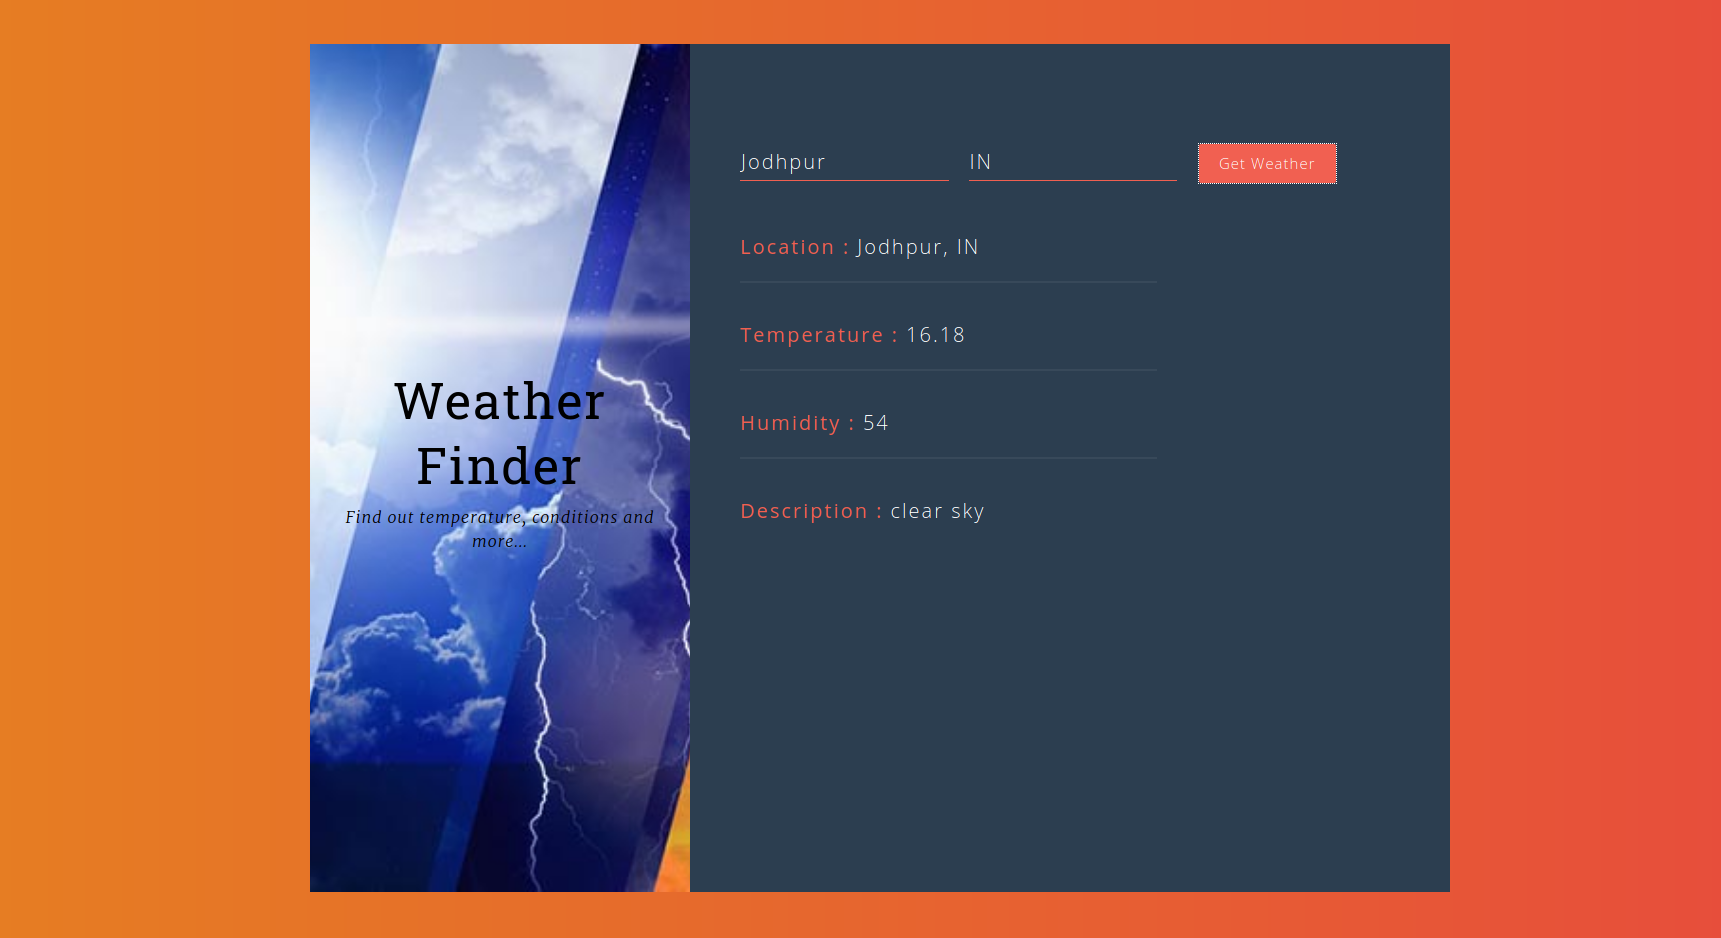 Weather
Finder
Find out temperature, conditions and
more...
Jodhpur
IN
Get Weather
Location : Jodhpur, IN
Temperature : 16.18
Humidity : 54
Description : clear sky